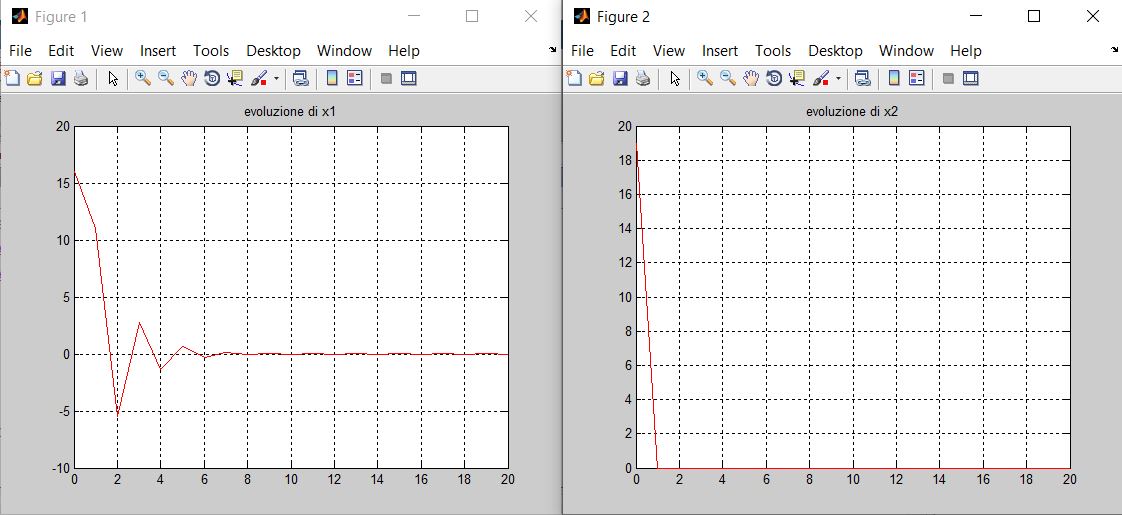 Figure 1
File Edit View Insert Tools Desktop Window Help
evoluzione di x1
20
15
10
5
0
-5
-10
0 2 4 6 8 10 12 14 16 18 20
Figure 2
File Edit View Insert Tools Desktop Window Help
evoluzione di x2
20
18
16
14
12
10
8
6
4
2
0
0 2 4 6 8 10 12 14 16 18 20